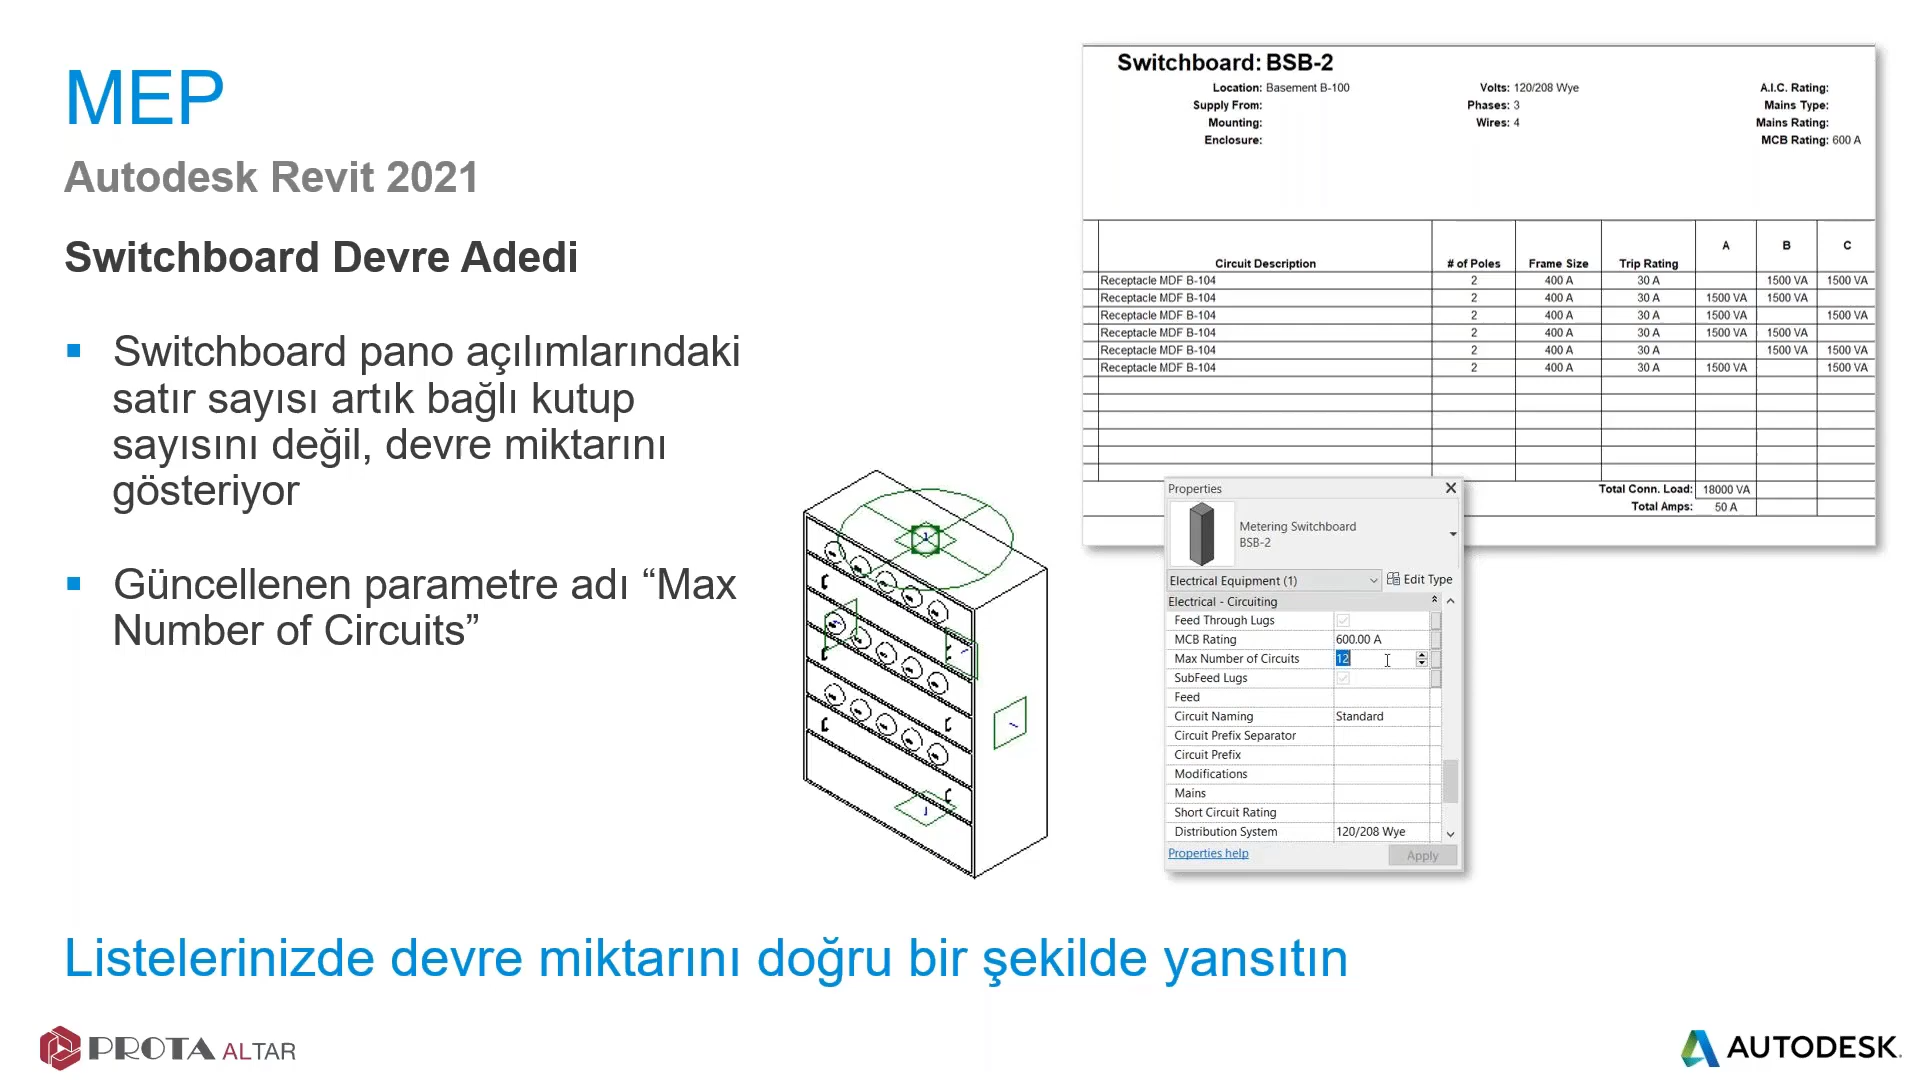 MEP
Autodesk Revit 2021
Switchboard Devre Adedi
Switchboard pano açılımlarındaki
satır sayısı artık bağlı kutup
sayısını değil, devre miktarını
gösteriyor
Güncellenen parametre adı “Max
Number of Circuits”
Switchboard: BSB-2
Location: Basement B-100 Volts: 120/208 Wye A.I.C. Rating:
Supply From: Phases: 3 Mains Type:
Mounting: Wires: 4 Mains Rating:
Enclosure: MCB Rating: 600 A
Circuit Description # of Poles Frame Size Trip Rating A B C
Receptacle MDF B-104 2 400 A 30 A 1500 VA 1500 VA
Receptacle MDF B-104 2 400 A 30 A 1500 VA 1500 VA
Receptacle MDF B-104 2 400 A 30 A 1500 VA 1500 VA
Receptacle MDF B-104 2 400 A 30 A 1500 VA 1500 VA
Receptacle MDF B-104 2 400 A 30 A 1500 VA 1500 VA
Receptacle MDF B-104 2 400 A 30 A 1500 VA 1500 VA
Total Conn. Load: 18000 VA
Total Amps: 50 A
Properties
Metering Switchboard
BSB-2
Electrical Equipment (1) Edit Type
Electrical - Circuiting
Feed Through Lugs
MCB Rating 600.00 A
Max Number of Circuits 12
SubFeed Lugs
Feed
Circuit Naming Standard
Circuit Prefix Separator
Circuit Prefix
Modifications
Mains
Short Circuit Rating
Distribution System 120/208 Wye
Properties help Apply
Listelerinizde devre miktarını doğru bir şekilde yansıtın
PROTA ALTAR
AUTODESK.